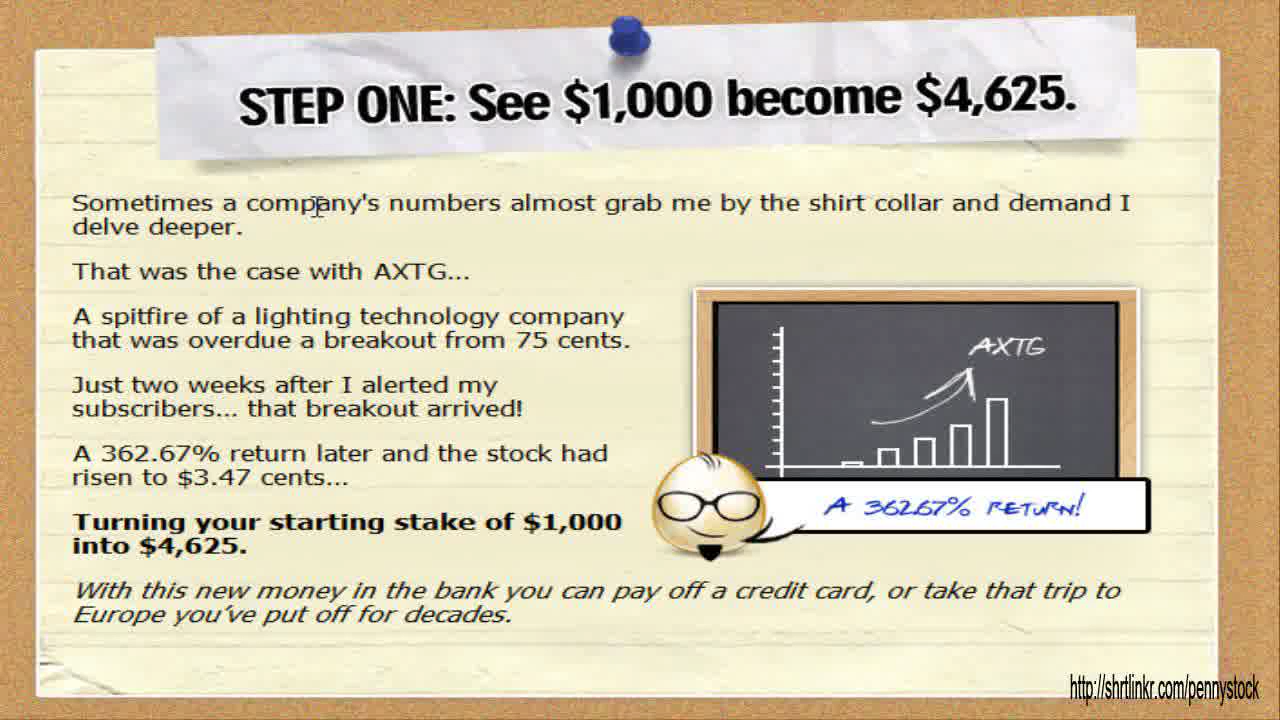 STEP ONE: See $1,000 become $4,625.
Sometimes a company's numbers almost grab me by the shirt collar and demand I
delve deeper.
That was the case with AXTG...
A spitfire of a lighting technology company
that was overdue a breakout from 75 cents.
Just two weeks after I alerted my
subscribers... that breakout arrived!
A 362.67% return later and the stock had
risen to $3.47 cents...
Turning your starting stake of $1,000
into $4,625.
AXTG
A 362.67% RETURN!
With this new money in the bank you can pay off a credit card, or take that trip to
Europe you've put off for decades.
http://shrtlinkr.com/pennystock